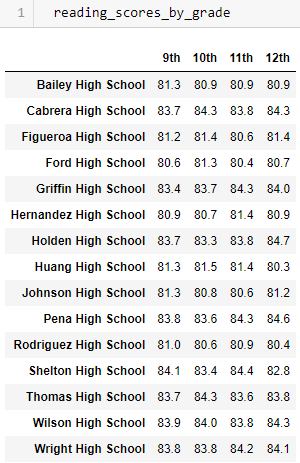 1 reading_scores_by_grade
9th 10th 11th 12th
Bailey High School 81.3 80.9 80.9 80.9
Cabrera High School 83.7 84.3 83.8 84.3
Figueroa High School 81.2 81.4 80.6 81.4
Ford High School 80.6 81.3 80.4 80.7
Griffin High School 83.4 83.7 84.3 84.0
Hernandez High School 80.9 80.7 81.4 80.9
Holden High School 83.7 83.3 83.8 84.7
Huang High School 81.3 81.5 81.4 80.3
Johnson High School 81.3 80.8 80.6 81.2
Pena High School 83.8 83.6 84.3 84.6
Rodriguez High School 81.0 80.6 80.9 80.4
Shelton High School 84.1 83.4 84.4 82.8
Thomas High School 83.7 84.3 83.6 83.8
Wilson High School 83.9 84.0 83.8 84.3
Wright High School 83.8 83.8 84.2 84.1